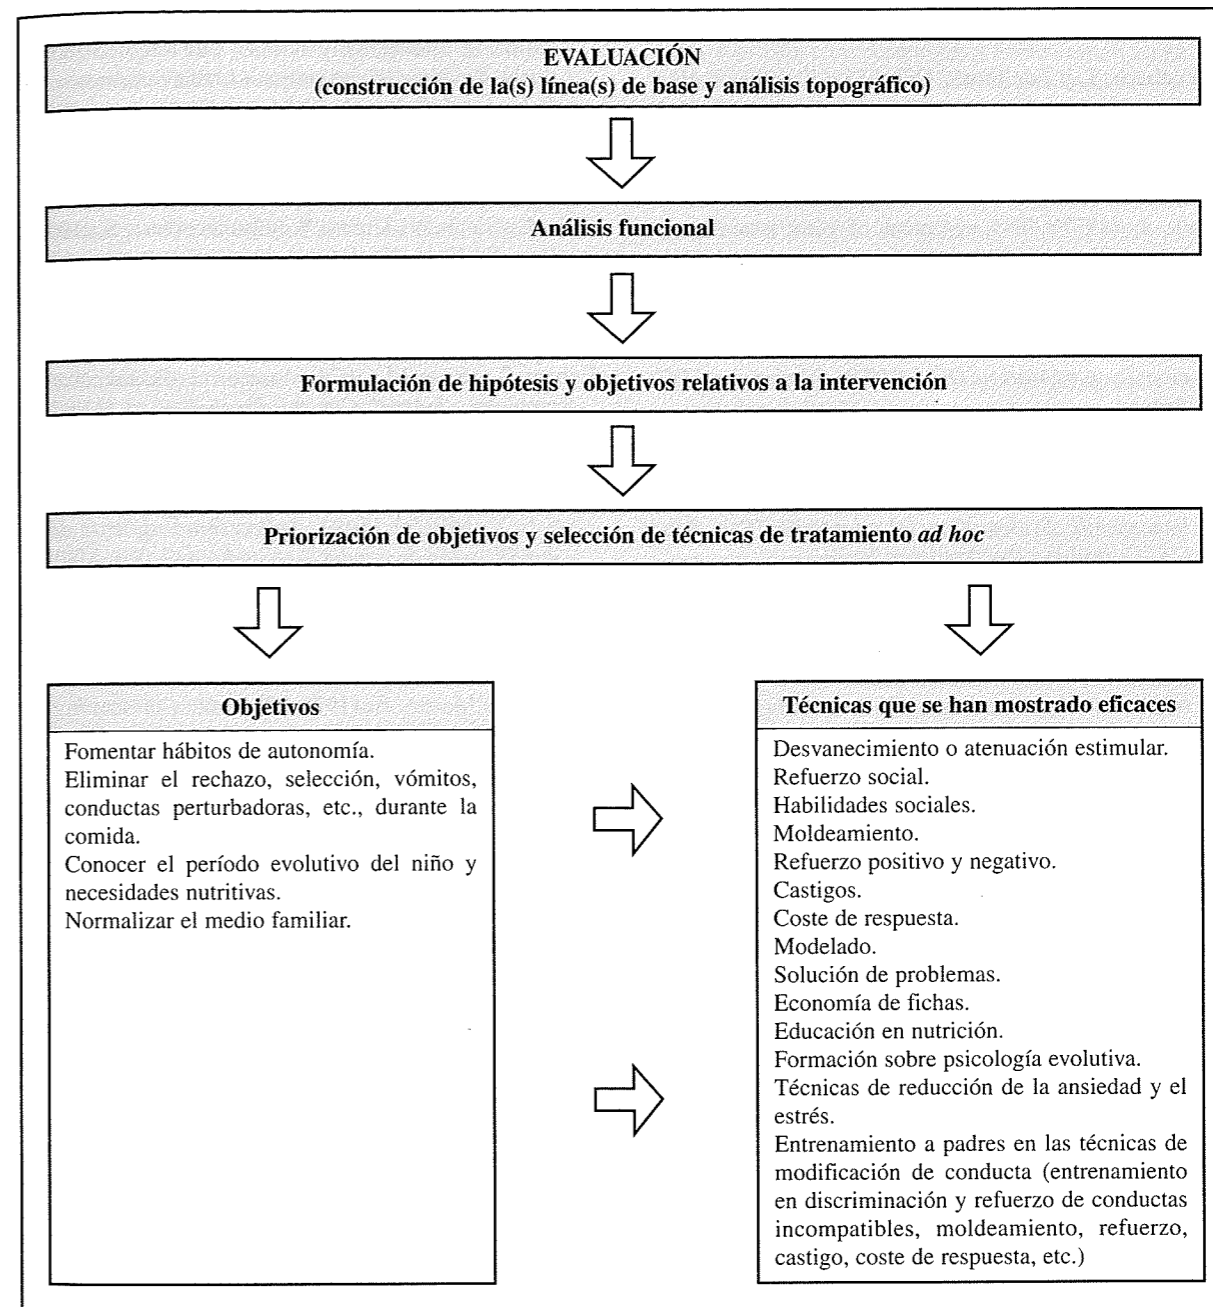 EVALUACIÓN
(construcción de la(s) línea(s) de base y análisis topográfico)
Análisis funcional
Formulación de hipótesis y objetivos relativos a la intervención
Priorización de objetivos y selección de técnicas de tratamiento ad hoc
Objetivos
Fomentar hábitos de autonomía.
Eliminar el rechazo, selección, vómitos,
conductas perturbadoras, etc., durante la
comida.
Conocer el período evolutivo del niño y
necesidades nutritivas.
Normalizar el medio familiar.
Técnicas que se han mostrado eficaces
Desvanecimiento o atenuación estimular.
Refuerzo social.
Habilidades sociales.
Moldeamiento.
Refuerzo positivo y negativo.
Castigos.
Coste de respuesta.
Modelado.
Solución de problemas.
Economía de fichas.
Educación en nutrición.
Formación sobre psicología evolutiva.
Técnicas de reducción de la ansiedad y el
estrés.
Entrenamiento a padres en las técnicas de
modificación de conducta (entrenamiento
en discriminación y refuerzo de conductas
incompatibles, moldeamiento, refuerzo,
castigo, coste de respuesta, etc.)